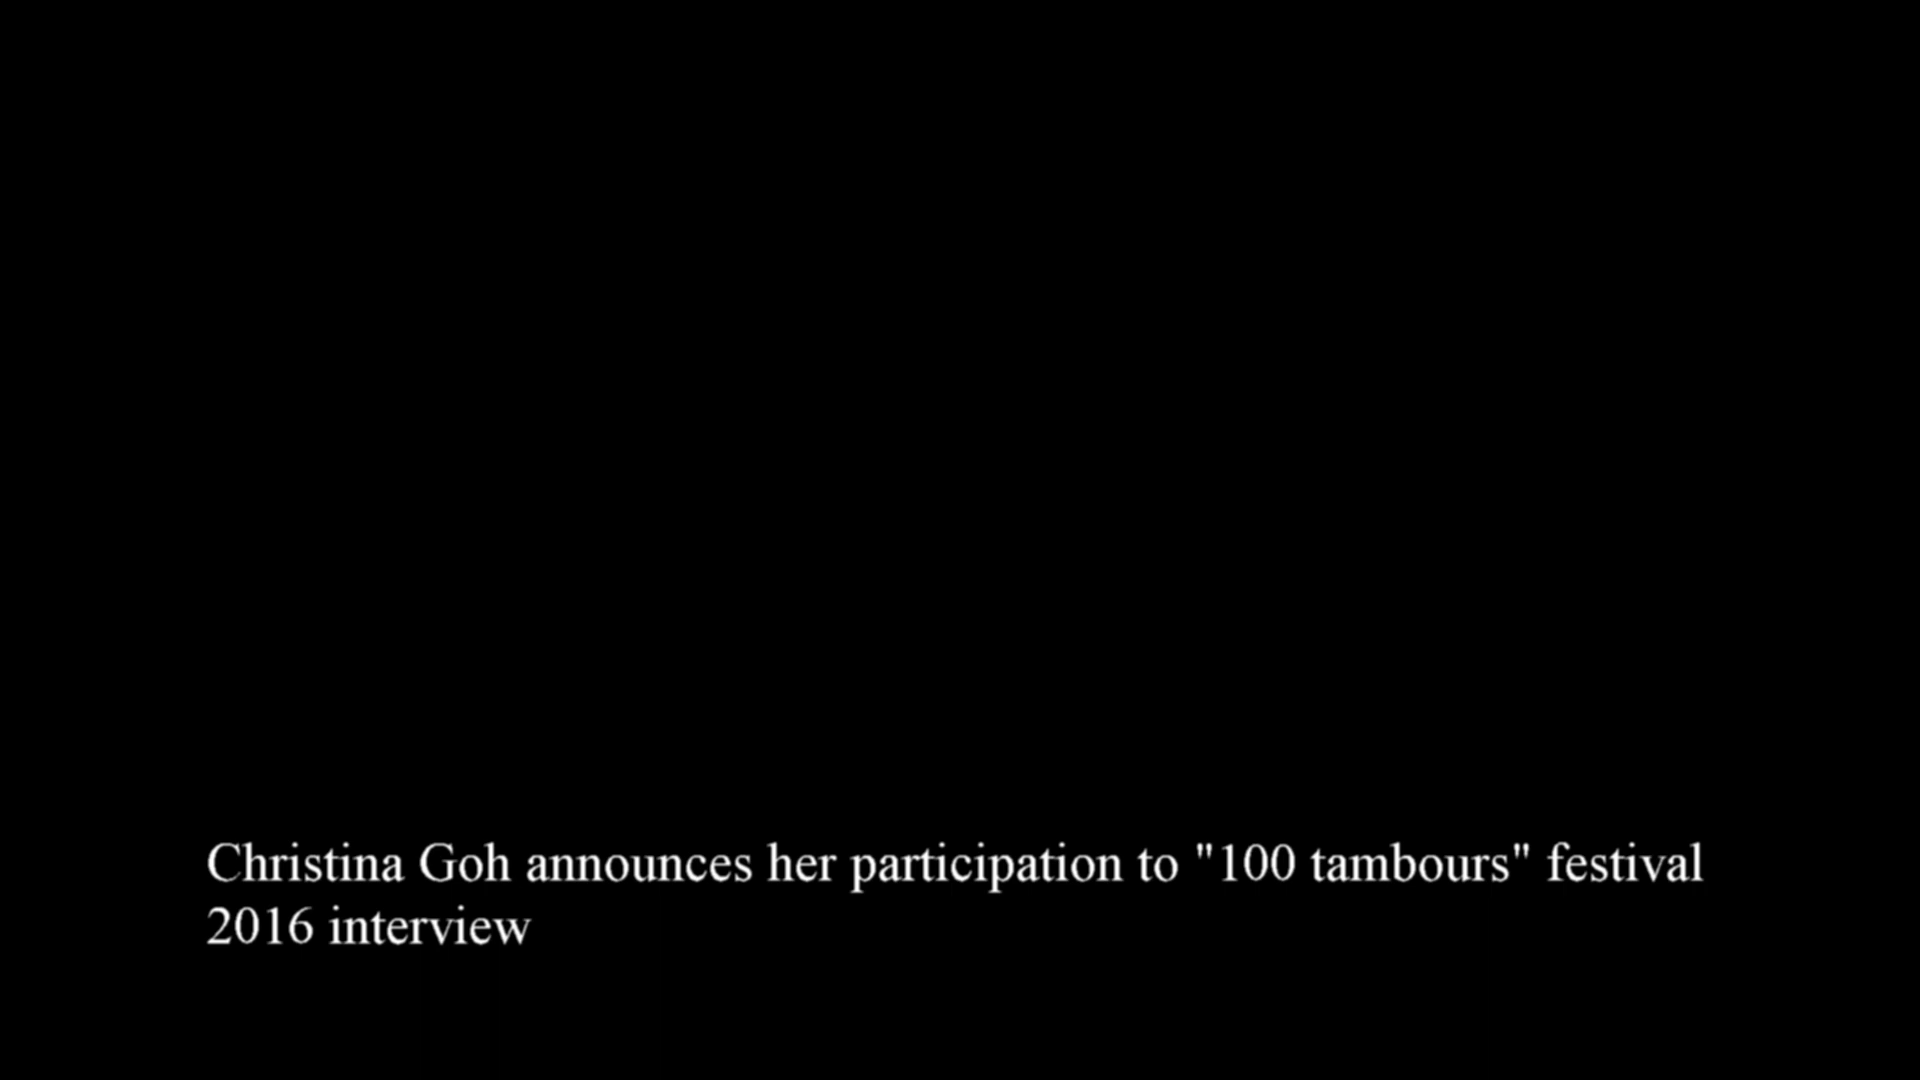 Christina Goh announces her participation to "100 tambours" festival
2016 interview